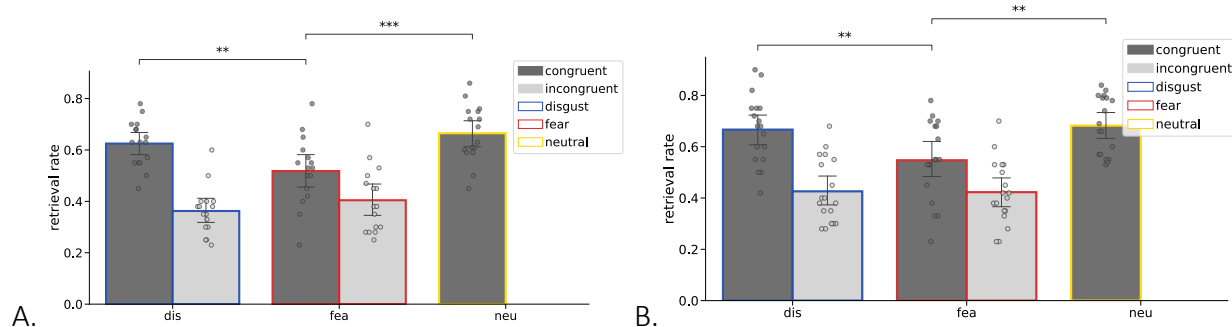 ***
**
congruent
incongruent
disgust
fear
neutral
0.8
0.6
0.4
0.2
0.0
retrieval rate
dis
fea
neu
A.
**
**
congruent
incongruent
disgust
fear
neutral
0.8
0.6
0.4
0.2
0.0
retrieval rate
dis
fea
neu
B.